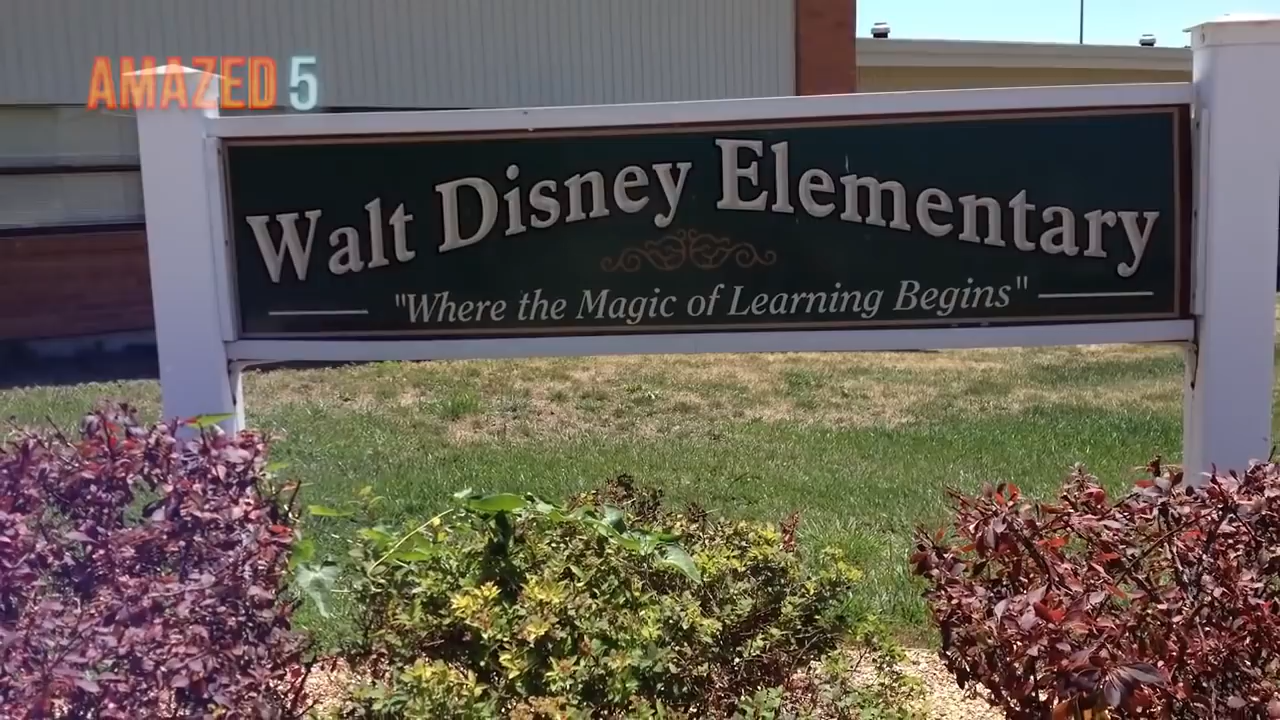 AMAZED 5
Walt Disney Elementary
"Where the Magic of Learning Begins"